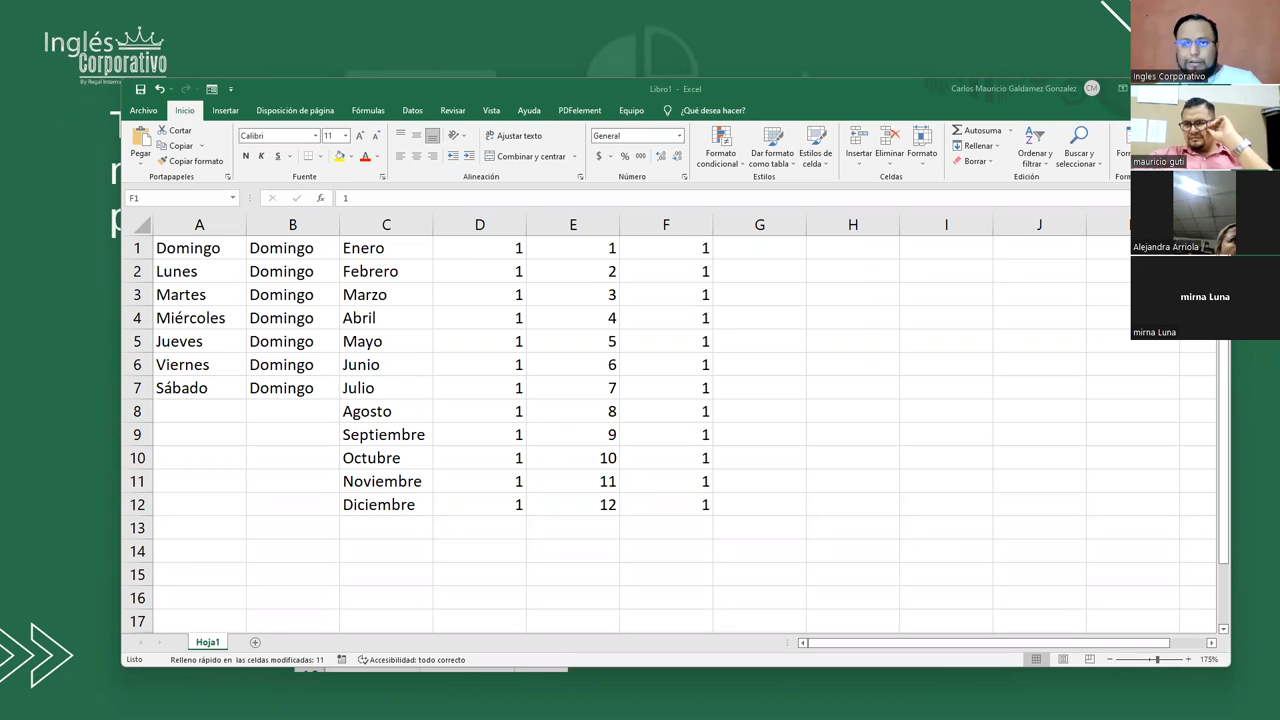 Inglés
Corporativo
By Regal Interna
Libro1 - Excel
Carlos Mauricio Galdamez Gonzalez
CM
Archivo Inicio Insertar Disposición de página Fórmulas Datos Revisar Vista Ayuda PDFelement Equipo ¿Qué desea hacer?
Pegar
Cortar
Copiar
Copiar formato
Portapapeles
Calibri 11
N K S
Fuente
Ajustar texto
Combinar y centrar
Alineación
General
$ % 000
Número
Formato condicional
Dar formato como tabla
Estilos de celda
Estilos
Insertar Eliminar Formato
Celdas
Autosuma
Rellenar
Borrar
Ordenar y filtrar
Buscar y seleccionar
Edición
F1 fx 1
A B C D E F G H I J
1 Domingo Domingo Enero 1 1 1
2 Lunes Domingo Febrero 1 2 1
3 Martes Domingo Marzo 1 3 1
4 Miércoles Domingo Abril 1 4 1
5 Jueves Domingo Mayo 1 5 1
6 Viernes Domingo Junio 1 6 1
7 Sábado Domingo Julio 1 7 1
8 Agosto 1 8 1
9 Septiembre 1 9 1
10 Octubre 1 10 1
11 Noviembre 1 11 1
12 Diciembre 1 12 1
13
14
15
16
17
Hoja1
Listo Relleno rápido en las celdas modificadas: 11 Accesibilidad: todo correcto 175%
Ingles Corporativo
mauricio guti
Alejandra Arriola
mirna Luna
mirna Luna